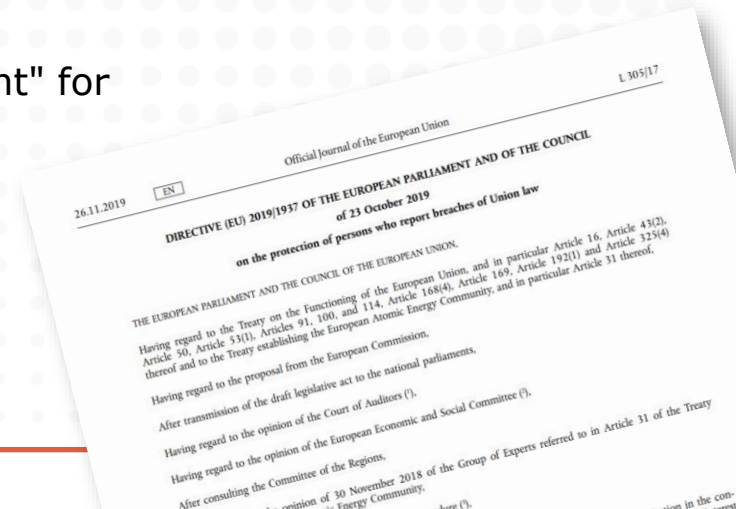 nt" for
L 305/17
Official Journal of the European Union
26.11.2019
EN
DIRECTIVE (EU) 2019/1937 OF THE EUROPEAN PARLIAMENT AND OF THE COUNCIL
of 23 October 2019
on the protection of persons who report breaches of Union law
THE EUROPEAN PARLIAMENT AND THE COUNCIL OF THE EUROPEAN UNION,
Having regard to the Treaty on the Functioning of the European Union, and in particular Article 16, Article 43(2),
Article 50, Article 53(1), Articles 91, 100, and 114, Article 168(4), Article 169, Article 192(1) and Article 325(4)
thereof and to the Treaty establishing the European Atomic Energy Community, and in particular Article 31 thereof,
Having regard to the proposal from the European Commission,
After transmission of the draft legislative act to the national parliaments,
Having regard to the opinion of the Court of Auditors (¹),
Having regard to the opinion of the European Economic and Social Committee (²),
After consulting the Committee of the Regions,
opinion of 30 November 2018 of the Group of Experts referred to in Article 31 of the Treaty
Energy Community,
in the con-